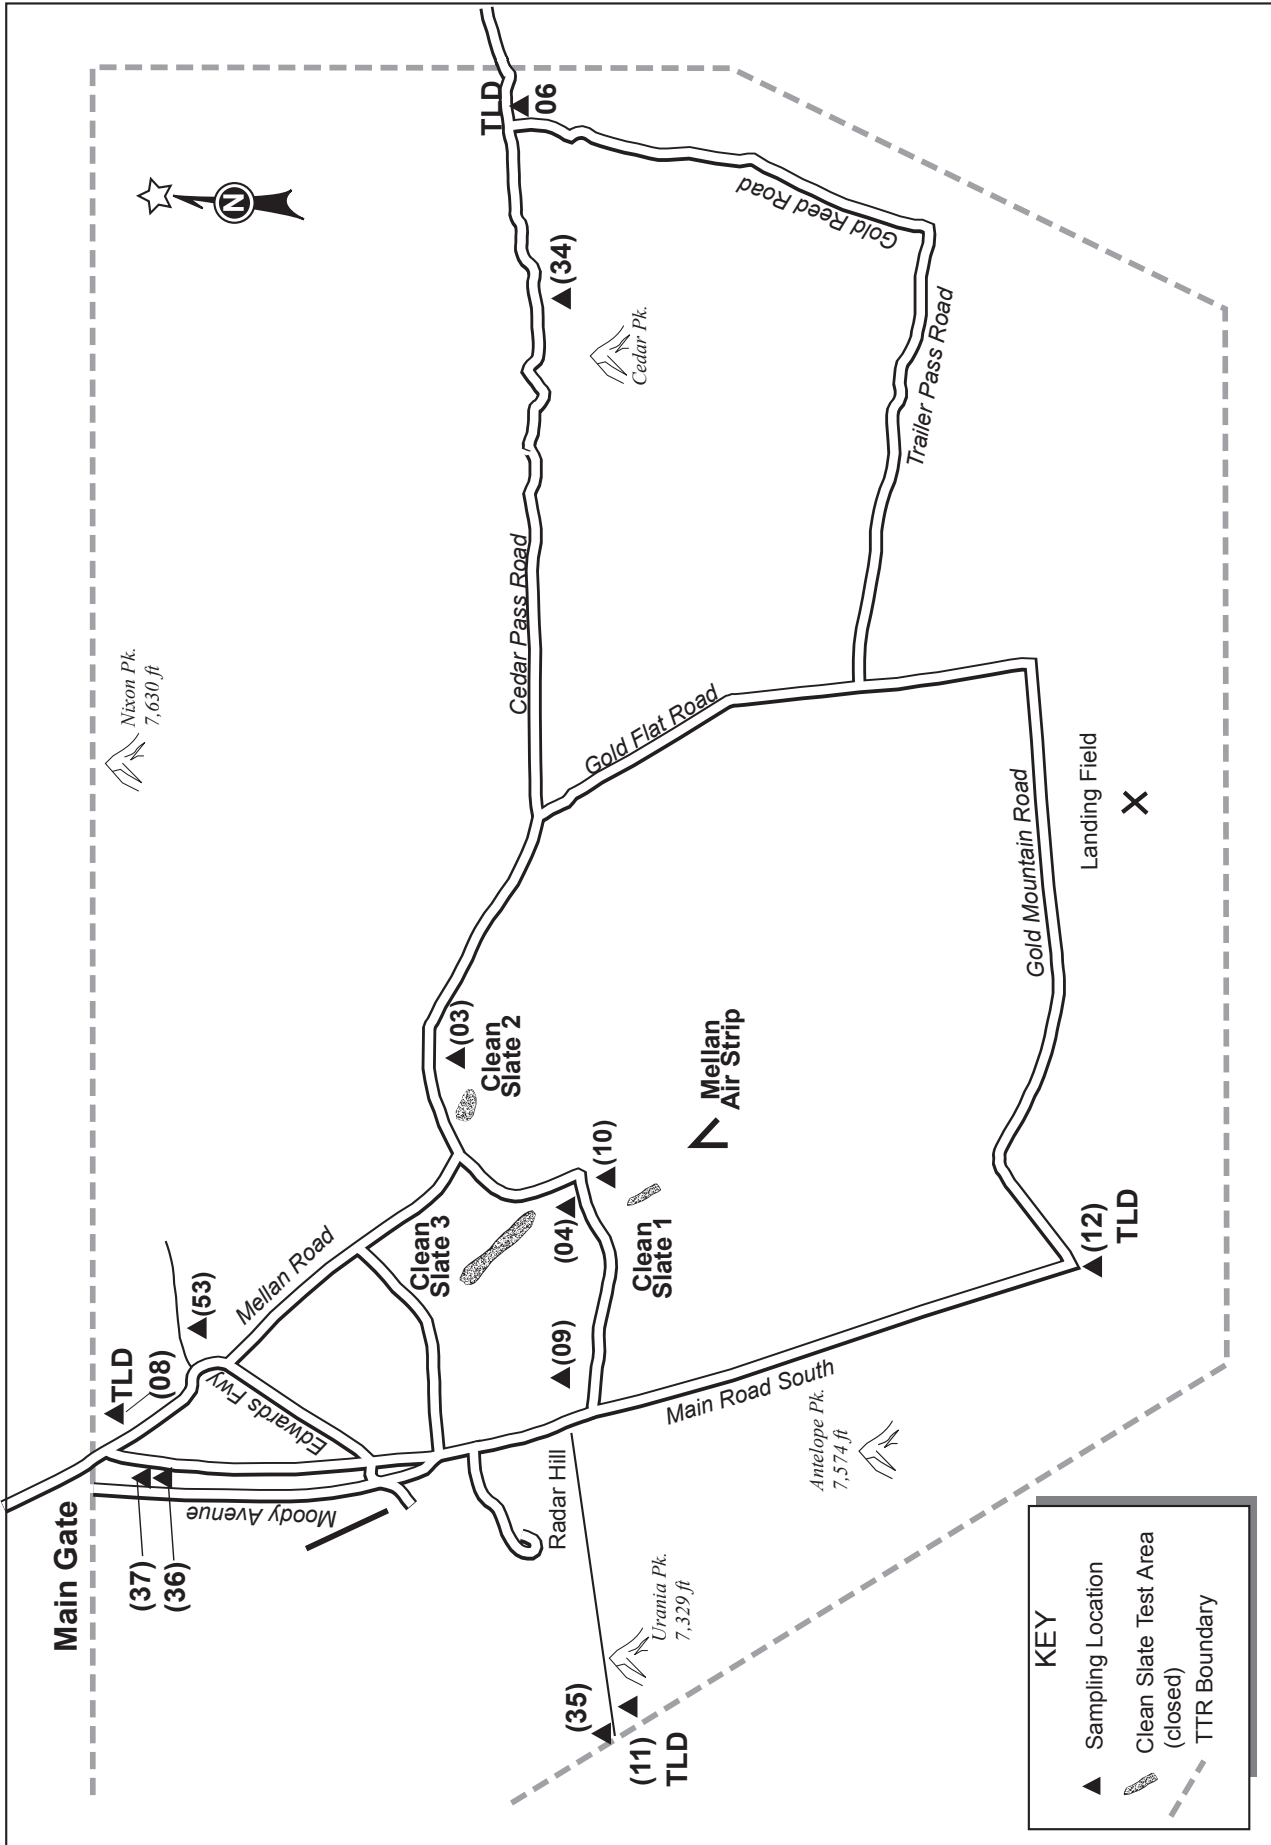 Main Gate
(37)
(36)
TLD
(08)
(53)
Nixon Pk.
7,630 ft
N
Moody Avenue
Edwards Fwy
Mellan Road
Clean
Slate 3
(03)
Clean
Slate 2
Cedar Pass Road
TLD
06
(34)
Cedar Pk.
Gold Reed Road
Trailer Pass Road
Gold Flat Road
(35)
(11)
TLD
Urania Pk.
7,329 ft
Radar Hill
(09)
(04)
(10)
Clean
Slate 1
Mellan
Air Strip
Main Road South
Antelope Pk.
7,574 ft
Gold Mountain Road
Landing Field
X
(12)
TLD
KEY
Sampling Location
Clean Slate Test Area
(closed)
TTR Boundary